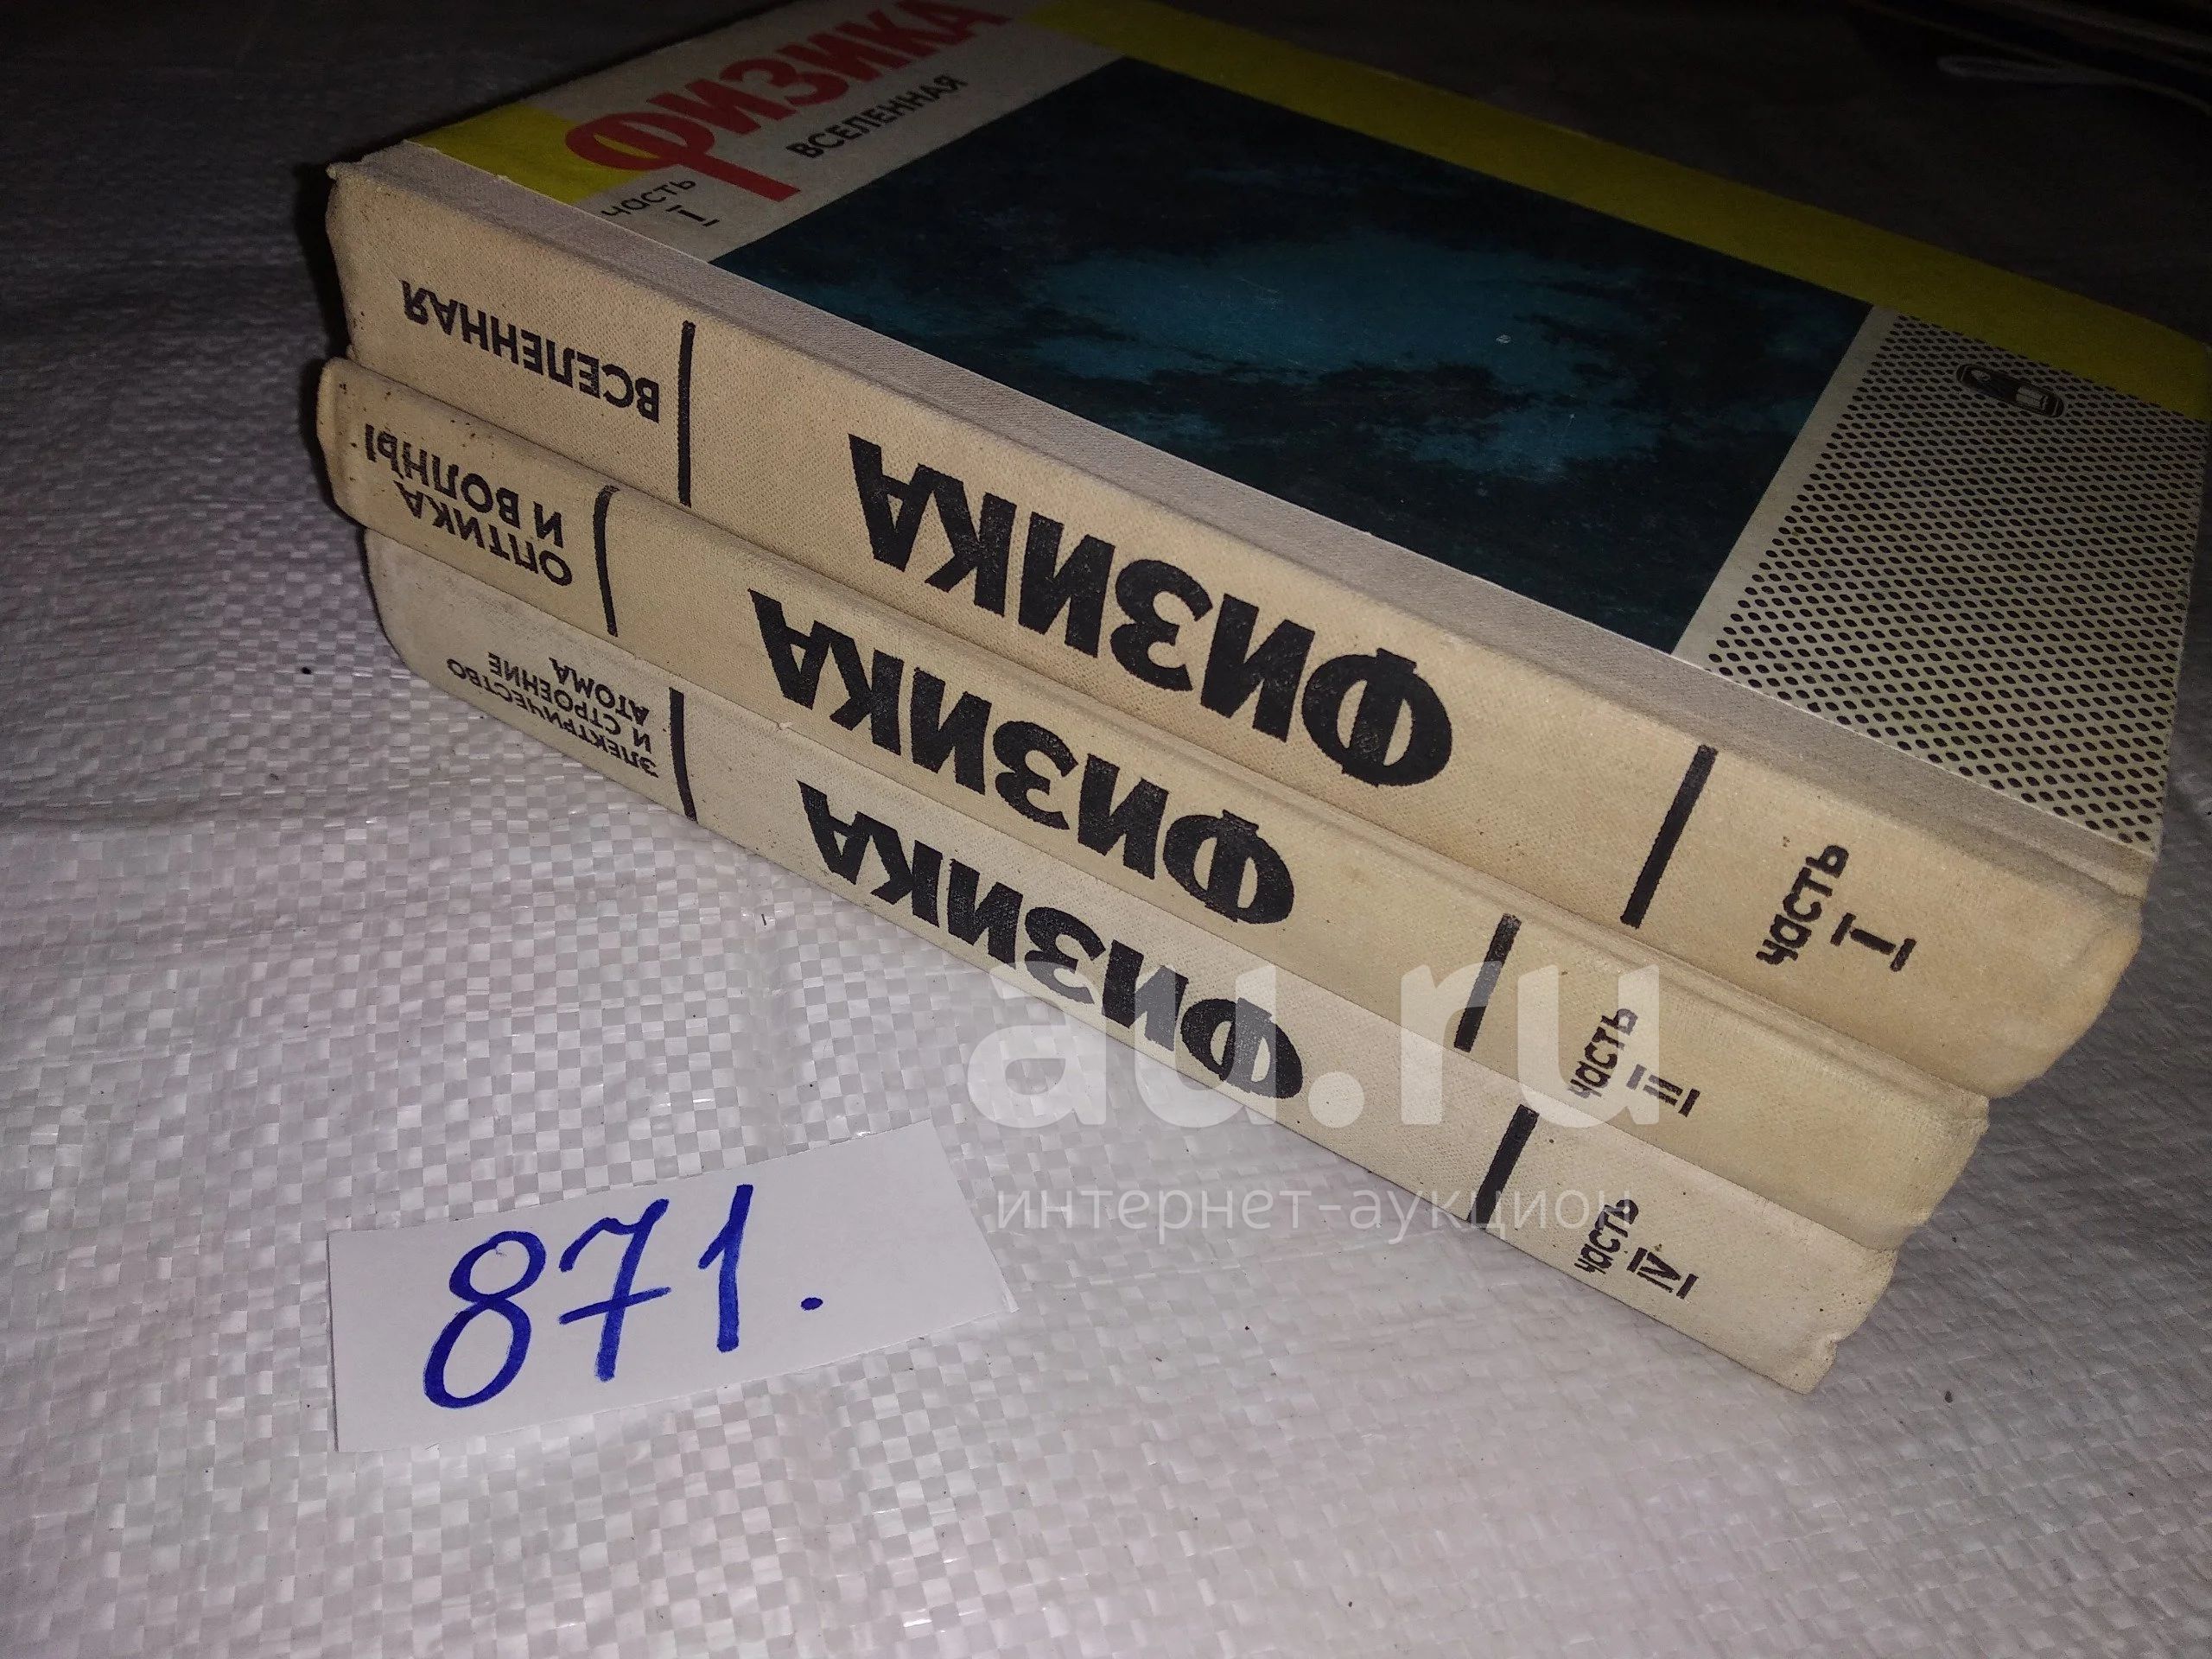 ФИЗИКА
ВСЕЛЕННАЯ
часть
I
ВСЕЛЕННАЯ
ФИЗИКА
часть
I
ОПТИКА
И ВОЛНЫ
ФИЗИКА
часть
II
ЭЛЕКТРИЧЕСТВО
И СТРОЕНИЕ
АТОМА
ФИЗИКА
часть
IV
au.ru
интернет-аукцион
871.